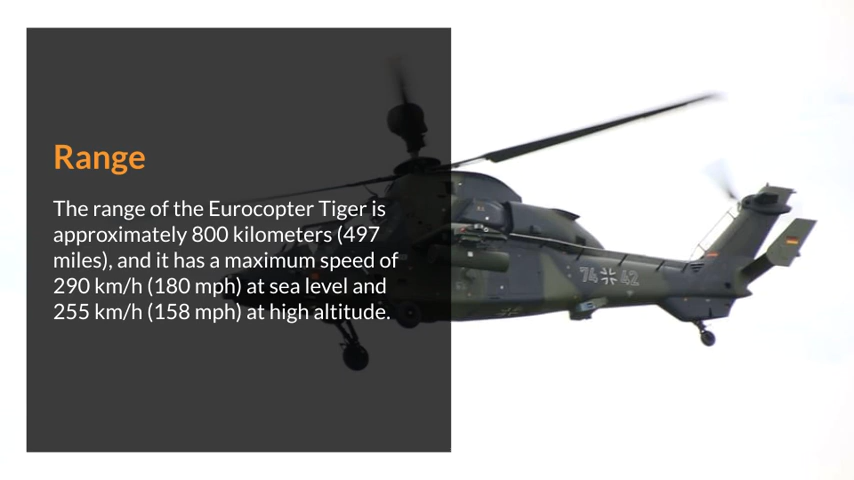 Range
The range of the Eurocopter Tiger is
approximately 800 kilometers (497
miles), and it has a maximum speed of
290 km/h (180 mph) at sea level and
255 km/h (158 mph) at high altitude.
74 42